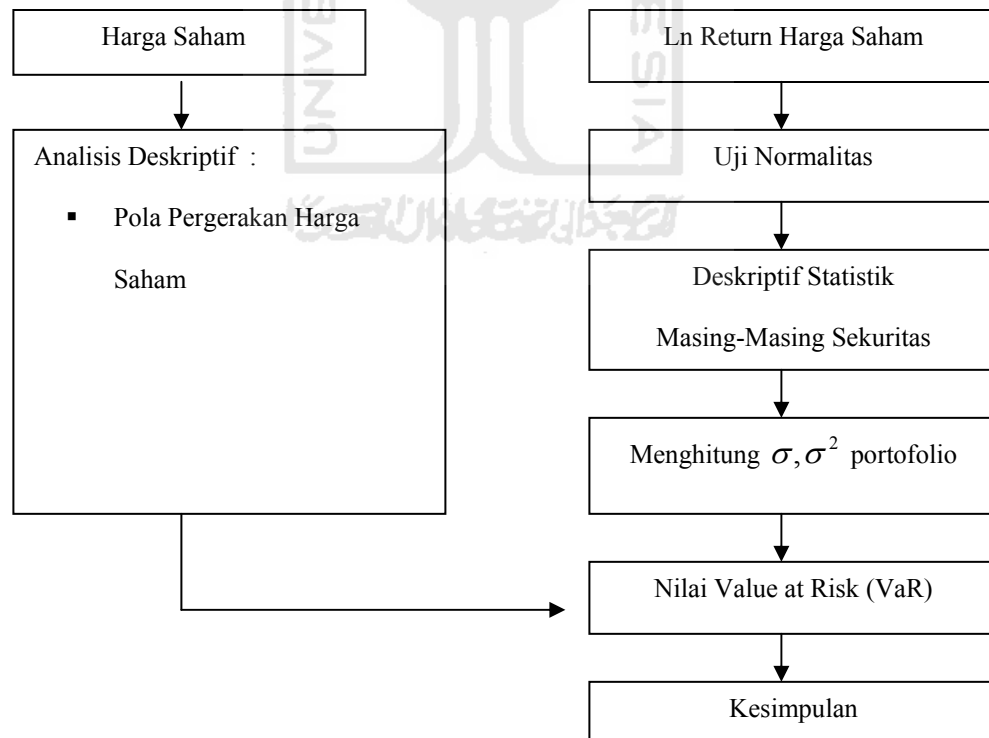 Harga Saham
Analisis Deskriptif :
▪ Pola Pergerakan Harga
Saham
Ln Return Harga Saham
Uji Normalitas
Deskriptif Statistik
Masing-Masing Sekuritas
Menghitung σ, σ² portofolio
Nilai Value at Risk (VaR)
Kesimpulan